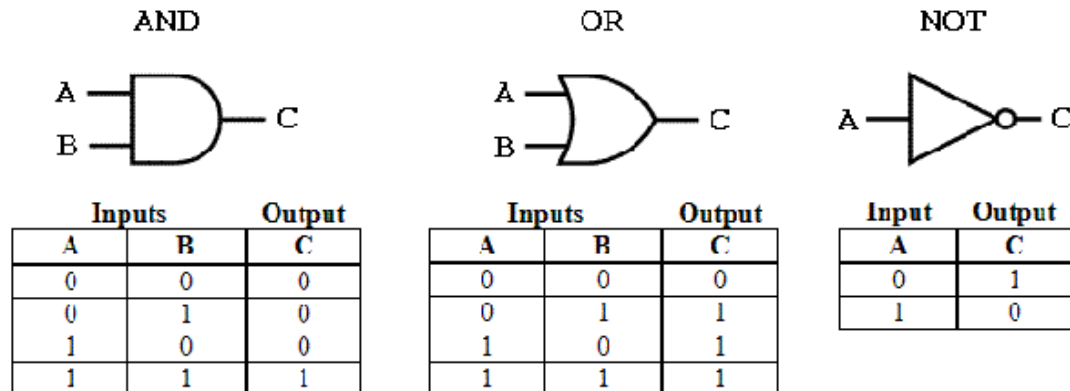 AND OR NOT
A C A C A C
B B
Inputs Output Inputs Output Input Output
A B C A B C A C
0 0 0 0 0 0 0 1
0 1 0 0 1 1 1 0
1 0 0 1 0 1
1 1 1 1 1 1